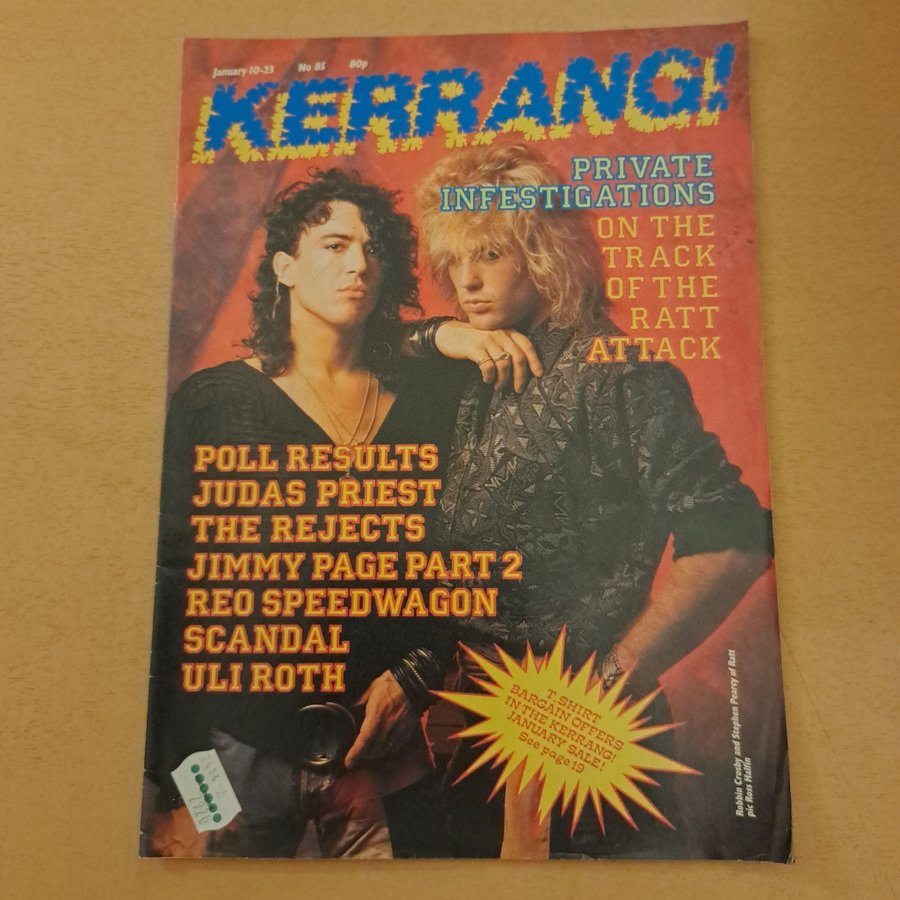 January 10-23 No 85 80p
KERRANG!
PRIVATE
INFESTIGATIONS
ON THE
TRACK
OF THE
RATT
ATTACK
POLL RESULTS
JUDAS PRIEST
THE REJECTS
JIMMY PAGE PART 2
REO SPEEDWAGON
SCANDAL
ULI ROTH
T. SHIRT
BARGAIN OFFERS
IN THE KERRANG!
JANUARY SALE!
See page 19
Robbin Crosby and Stephen Pearcy of Ratt
pic Ross Halfin